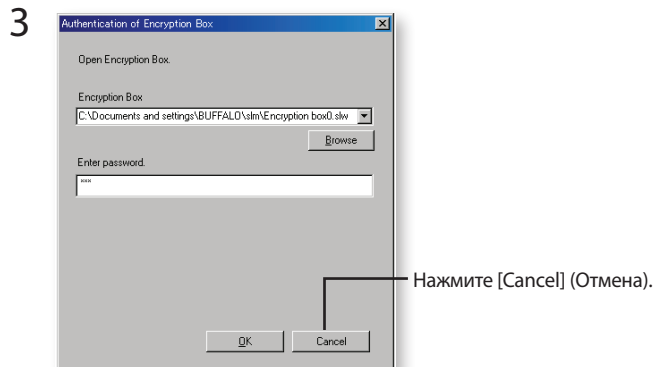 3
Authentication of Encryption Box
Open Encryption Box.
Encryption Box
C:\Documents and settings\BUFFALO\slm\Encryption box0.slw
Browse
Enter password.
×××
Нажмите [Cancel] (Отмена).
OK
Cancel